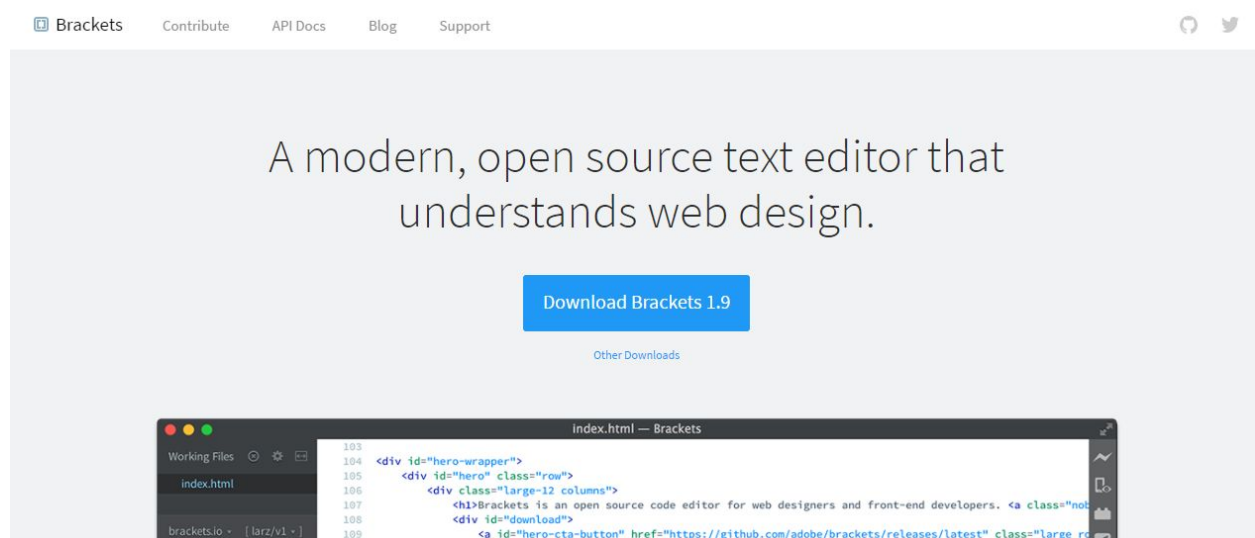 Brackets Contribute API Docs Blog Support
A modern, open source text editor that
understands web design.
Download Brackets 1.9
Other Downloads
index.html — Brackets
Working Files
index.html
brackets.io [ larz/v1 ]
103
104 <div id="hero-wrapper">
105 <div id="hero" class="row">
106 <div class="large-12 columns">
107 <h1>Brackets is an open source code editor for web designers and front-end developers. <a class="nob
108 <div id="download">
109 <a id="hero-cta-button" href="https://github.com/adobe/brackets/releases/latest" class="large ro